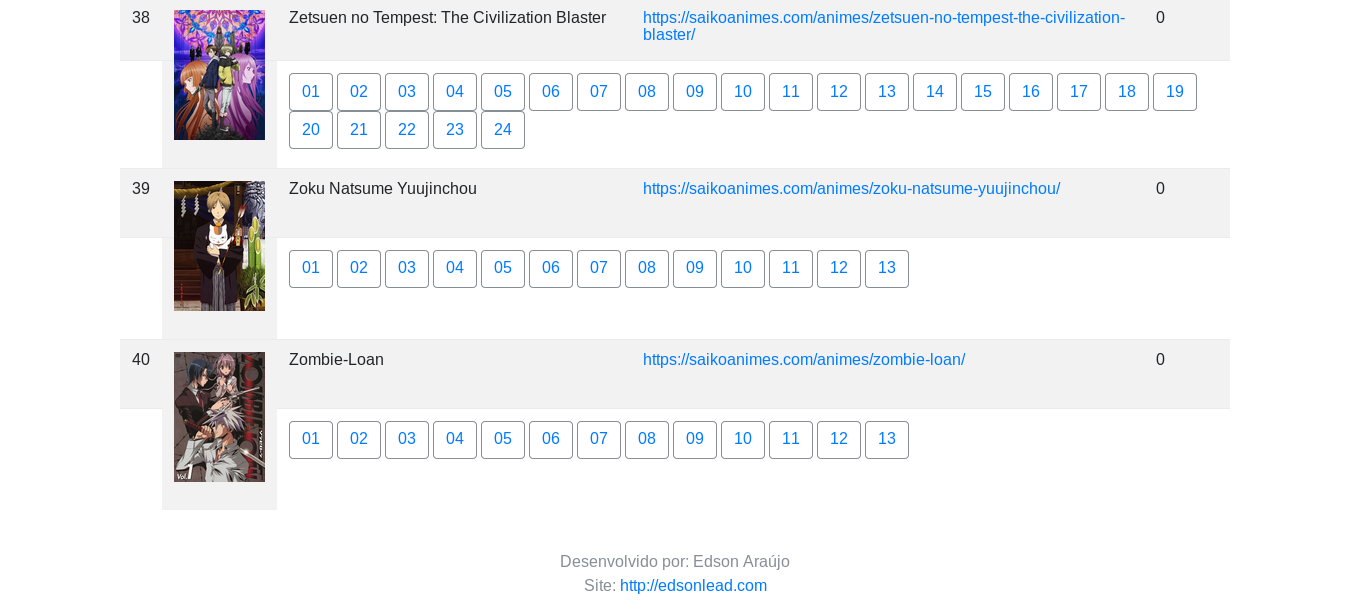 38 Zetsuen no Tempest: The Civilization Blaster https://saikoanimes.com/animes/zetsuen-no-tempest-the-civilization- 0
blaster/
01 02 03 04 05 06 07 08 09 10 11 12 13 14 15 16 17 18 19
20 21 22 23 24
39 Zoku Natsume Yuujinchou https://saikoanimes.com/animes/zoku-natsume-yuujinchou/ 0
01 02 03 04 05 06 07 08 09 10 11 12 13
40 Zombie-Loan https://saikoanimes.com/animes/zombie-loan/ 0
01 02 03 04 05 06 07 08 09 10 11 12 13
Vol.1
Desenvolvido por: Edson Araújo
Site: http://edsonlead.com